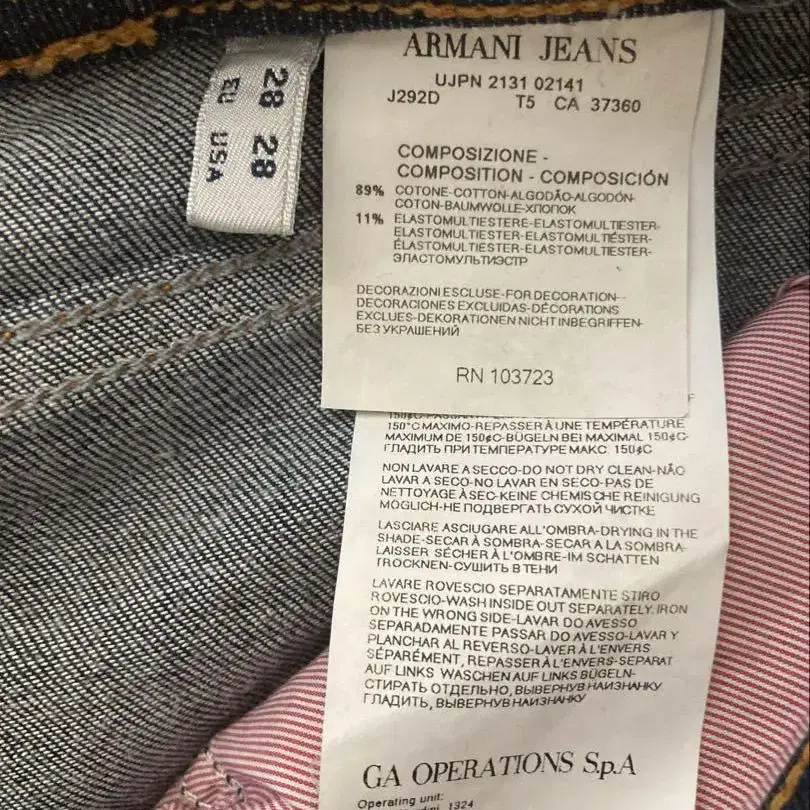 28 28
EU USA
ARMANI JEANS
UJPN 2131 02141
J292D T5 CA 37360
COMPOSIZIONE -
COMPOSITION - COMPOSICIÓN
89% COTONE-COTTON-ALGODÃO-ALGODÓN-
COTON-BAUMWOLLE-ХЛОПОК
11% ELASTOMULTIESTERE-ELASTOMULTIESTER-
ELASTOMULTIESTER-ELASTOMULTIÉSTER-
ÉLASTOMULTIESTER-ELASTOMULTIESTER-
ЭЛАСТОМУЛЬТИЭСТР
DECORAZIONI ESCLUSE-FOR DECORATION-
DECORACIONES EXCLUIDAS-DÉCORATIONS
EXCLUES-DEKORATIONEN NICHT INBEGRIFFEN-
БЕЗ УКРАШЕНИЙ
RN 103723
150°C MAXIMO-REPASSER À UNE TEMPÉRATURE
MAXIMUM DE 150¢C-BÜGELN BEI MAXIMAL 150¢C-
ГЛАДИТЬ ПРИ ТЕМПЕРАТУРЕ МАКС. 150¢C
NON LAVARE A SECCO-DO NOT DRY CLEAN-NÃO
LAVAR A SECO-NO LAVAR EN SECO-PAS DE
NETTOYAGE À SEC-KEINE CHEMISCHE REINIGUNG
MÖGLICH-НЕ ПОДВЕРГАТЬ СУХОЙ ЧИСТКЕ
LASCIARE ASCIUGARE ALL'OMBRA-DRYING IN THE
SHADE-SECAR À SOMBRA-SECAR A LA SOMBRA-
LAISSER SÉCHER À L'OMBRE-IM SCHATTEN
TROCKNEN-СУШИТЬ В ТЕНИ
LAVARE ROVESCIO SEPARATAMENTE STIRO
ROVESCIO-WASH INSIDE OUT SEPARATELY. IRON
ON THE WRONG SIDE-LAVAR DO AVESSO
SEPARADAMENTE PASSAR DO AVESSO-LAVAR Y
PLANCHAR AL REVERSO-LAVER À L'ENVERS
SÉPARÉMENT, REPASSER À L'ENVERS-SEPARAT
AUF LINKS WASCHEN AUF LINKS BÜGELN-
СТИРАТЬ ОТДЕЛЬНО, ВЫВЕРНУВ НАИЗНАНКУ
ГЛАДИТЬ, ВЫВЕРНУВ НАИЗНАНКУ
GA OPERATIONS S.p.A
Operating unit:
1324